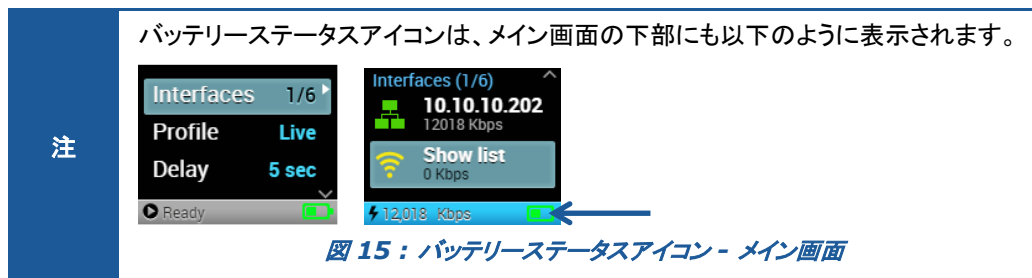 注
バッテリーステータスアイコンは、メイン画面の下部にも以下のように表示されます。
Interfaces 1/6
Profile Live
Delay 5 sec
Ready
Interfaces (1/6)
10.10.10.202
12018 Kbps
Show list
0 Kbps
12,018 Kbps
図 15 : バッテリーステータスアイコン - メイン画面